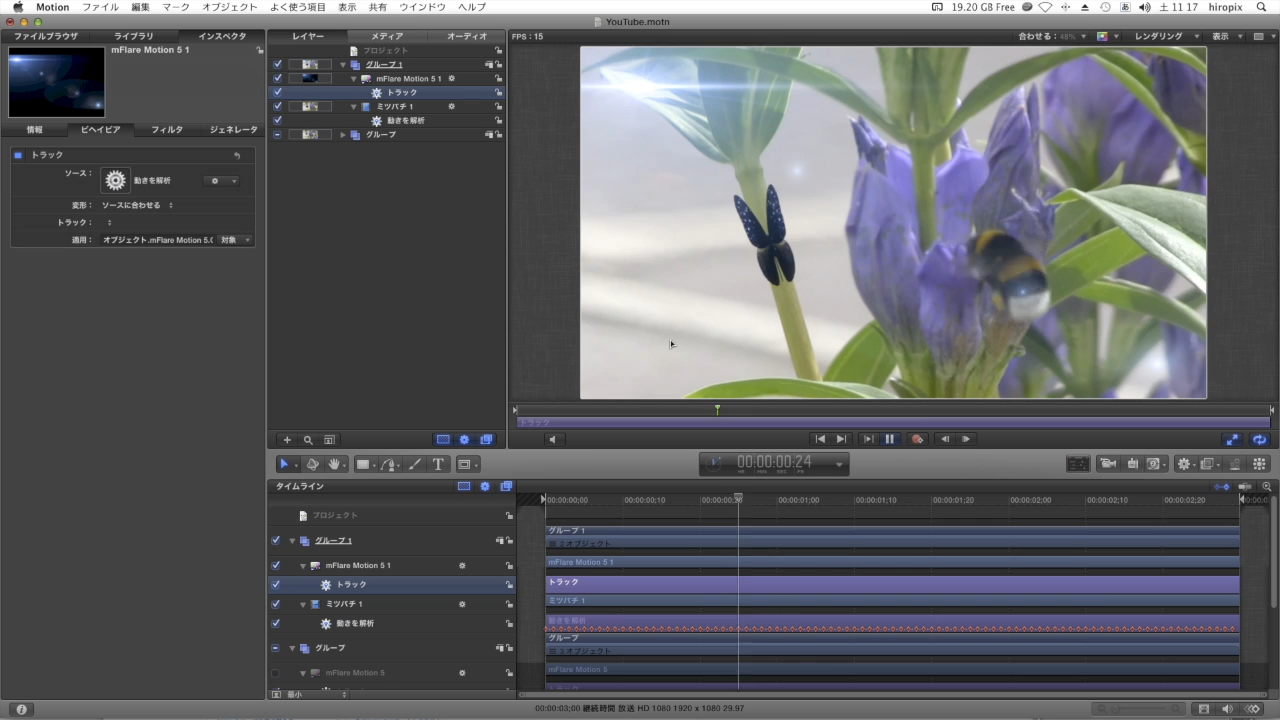 Motion ファイル 編集 マーク オブジェクト よく使う項目 表示 共有 ウインドウ ヘルプ 19.20 GB Free 土 11 17 hiropix
YouTube.motn
ファイルブラウザ ライブラリ インスペクタ
mFlare Motion 5 1
情報 ビヘイビア フィルタ ジェネレータ
トラック
ソース： 動きを解析
変形： ソースに合わせる
トラック：
適用： オブジェクト.mFlare Motion 5.( 対象
レイヤー メディア オーディオ
プロジェクト
グループ 1
mFlare Motion 5 1
トラック
ミツバチ 1
動きを解析
グループ
FPS : 15 合わせる： 48% レンダリング 表示
トラック
00:00:00:24
HR MIN SEC FR
タイムライン
00:00:00;00 00:00:00;10 00:00:00;20 00:00:01;00 00:00:01;10 00:00:01;20 00:00:02;00 00:00:02;10 00:00:02;20
プロジェクト
グループ 1
mFlare Motion 5 1
トラック
ミツバチ 1
動きを解析
グループ
mFlare Motion 5
グループ 1
2 オブジェクト
mFlare Motion 5 1
トラック
ミツバチ 1
動きを解析
グループ
3 オブジェクト
mFlare Motion 5
トラック
最小
00:00:03;00 継続時間 放送 HD 1080 1920 x 1080 29.97